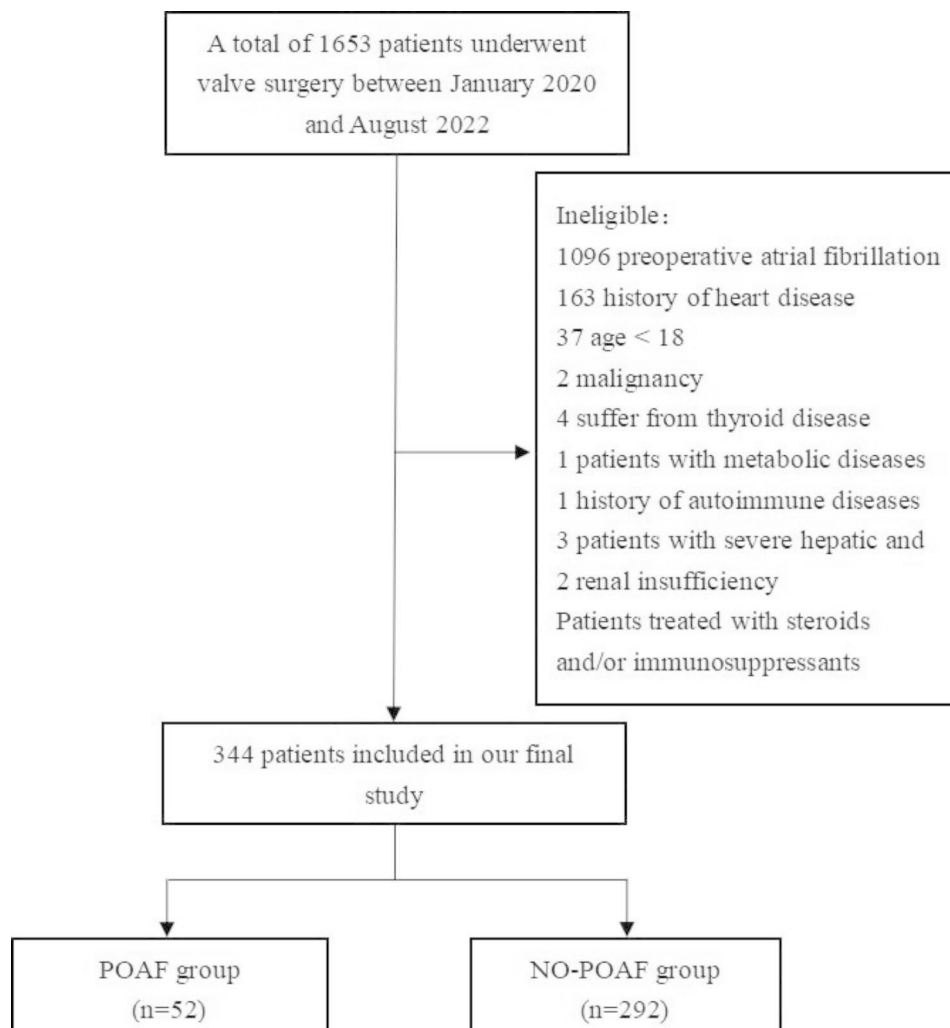 A total of 1653 patients underwent
valve surgery between January 2020
and August 2022
Ineligible:
1096 preoperative atrial fibrillation
163 history of heart disease
37 age < 18
2 malignancy
4 suffer from thyroid disease
1 patients with metabolic diseases
1 history of autoimmune diseases
3 patients with severe hepatic and
2 renal insufficiency
Patients treated with steroids
and/or immunosuppressants
344 patients included in our final
study
POAF group
(n=52)
NO-POAF group
(n=292)